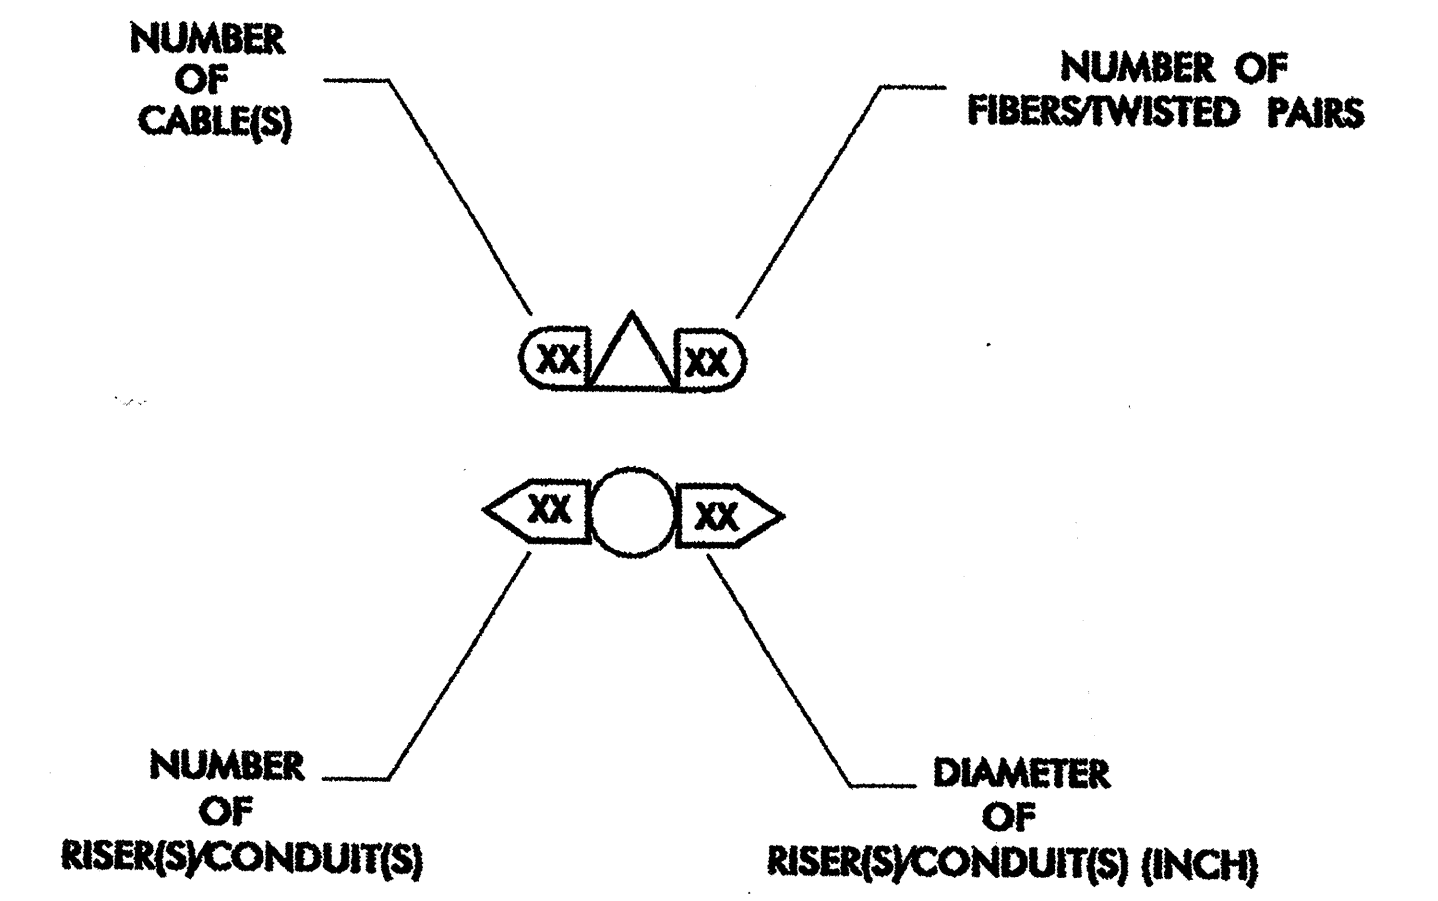 NUMBER
OF
CABLE(S)
NUMBER OF
FIBERS/TWISTED PAIRS
XX
XX
XX
XX
NUMBER
OF
RISER(S)/CONDUIT(S)
DIAMETER
OF
RISER(S)/CONDUIT(S) (INCH)